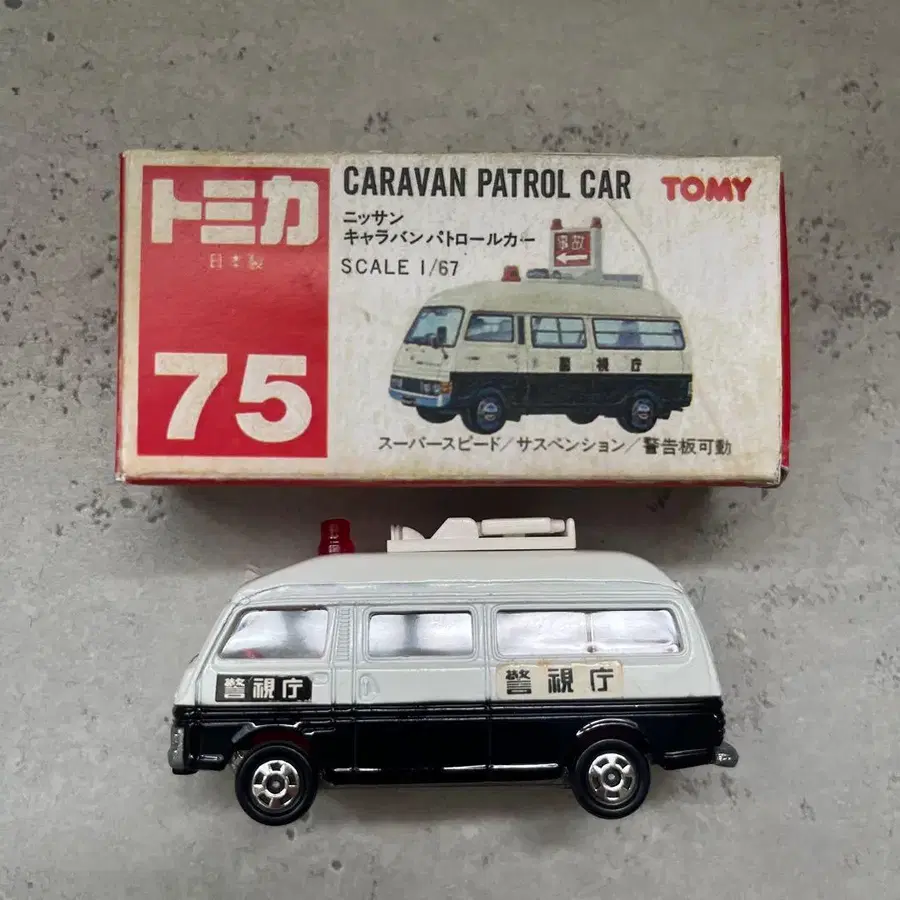 トミカ
日本製
75
CARAVAN PATROL CAR
TOMY
ニッサン
キャラバンパトロールカー
SCALE 1/67
事故
警視庁
スーパースピード/サスペンション/警告板可動
警視庁
警視庁